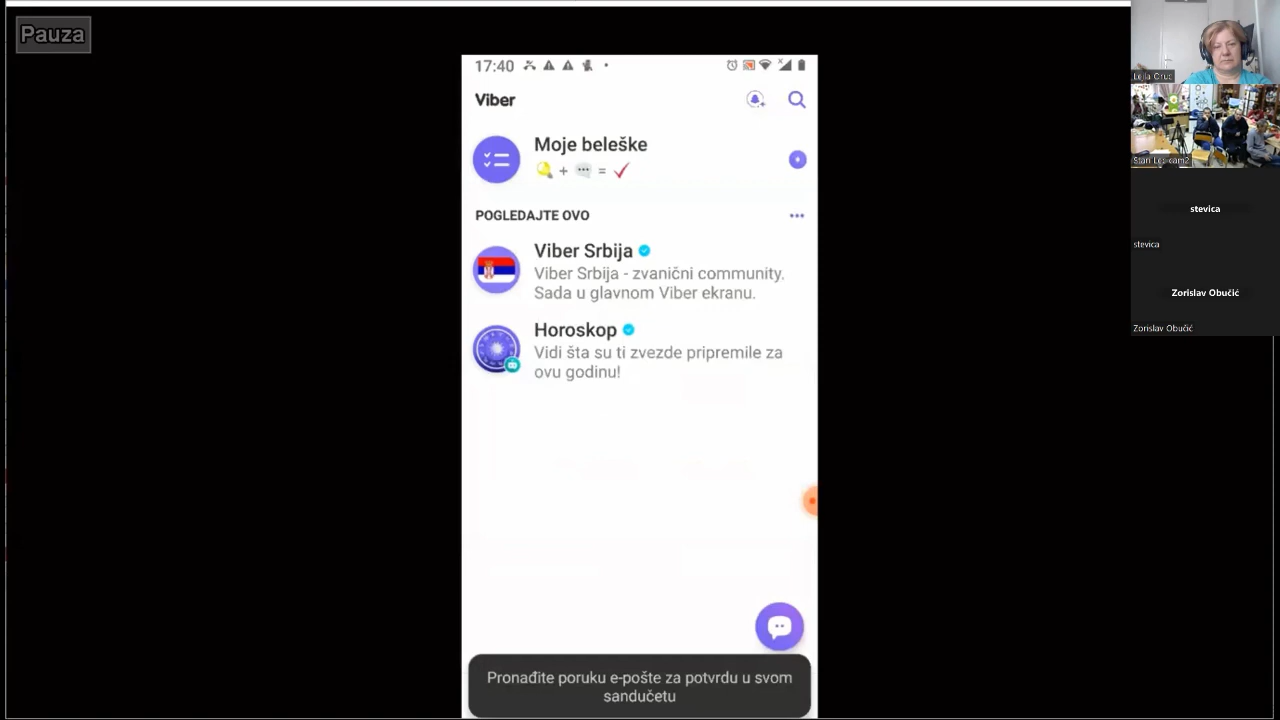 Pauza
17:40
Viber
Moje beleške
+ = 
POGLEDAJTE OVO
Viber Srbija
Viber Srbija - zvanični community.
Sada u glavnom Viber ekranu.
Horoskop
Vidi šta su ti zvezde pripremile za
ovu godinu!
Pronađite poruku e-pošte za potvrdu u svom
sandučetu
stevica
stevica
Zorislav Obučić
Zorislav Obučić